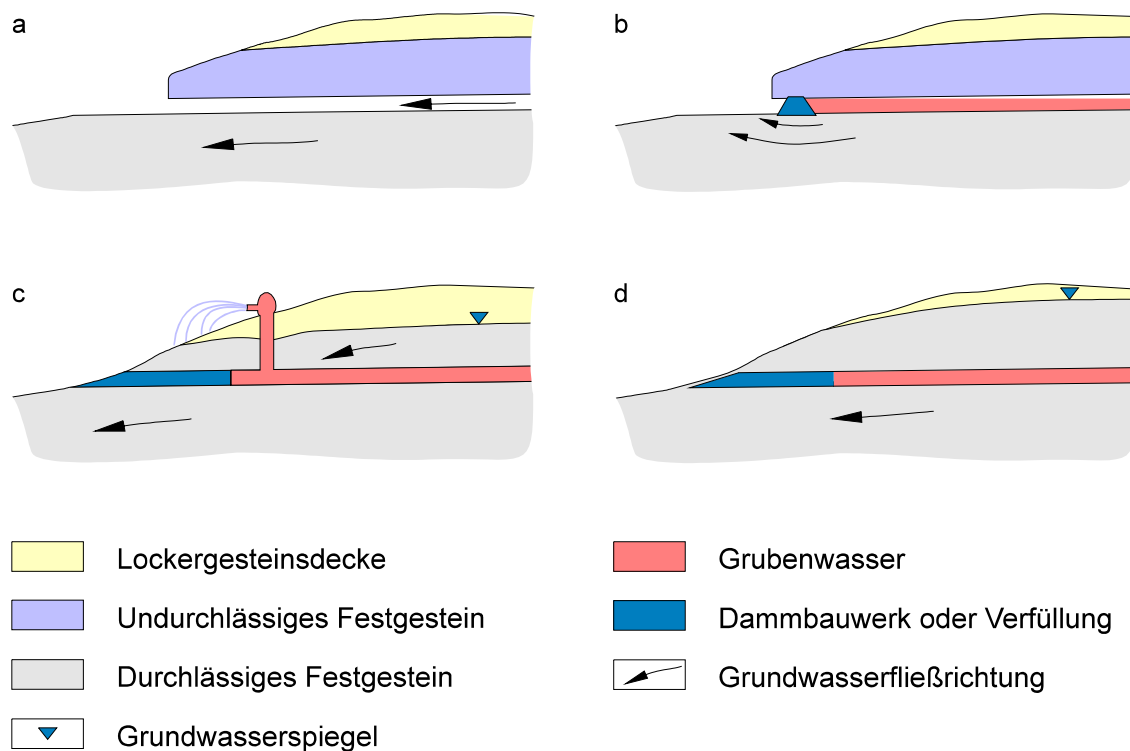 a
b
c
d
Lockergesteinsdecke
Undurchlässiges Festgestein
Durchlässiges Festgestein
Grundwasserspiegel
Grubenwasser
Dammbauwerk oder Verfüllung
Grundwasserfließrichtung